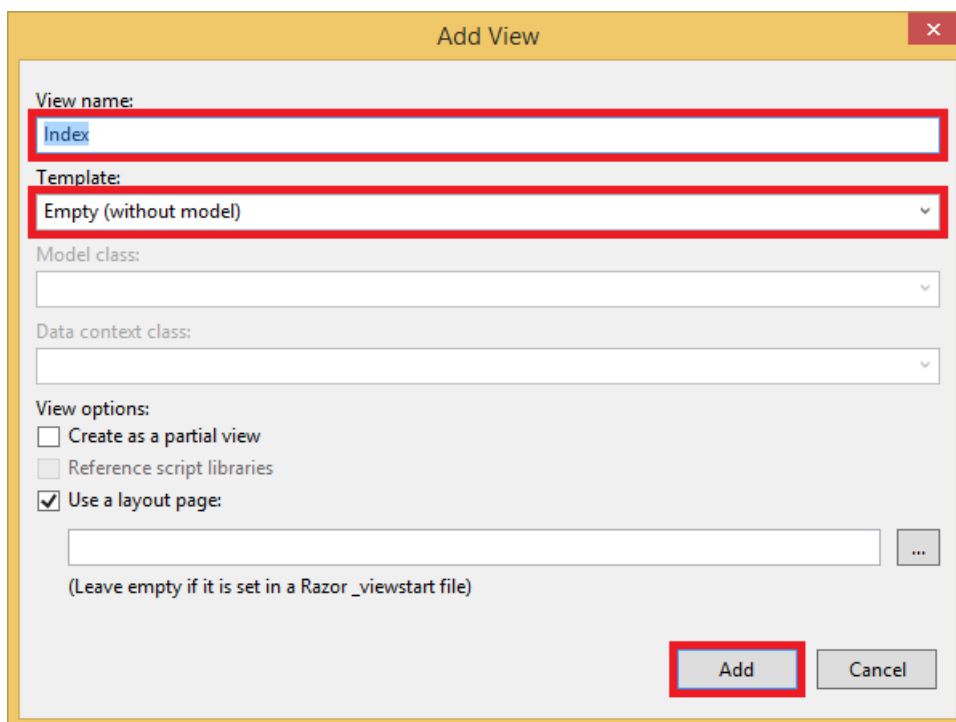 Add View
View name:
Index
Template:
Empty (without model)
Model class:
Data context class:
View options:
Create as a partial view
Reference script libraries
Use a layout page:
...
(Leave empty if it is set in a Razor _viewstart file)
Add
Cancel